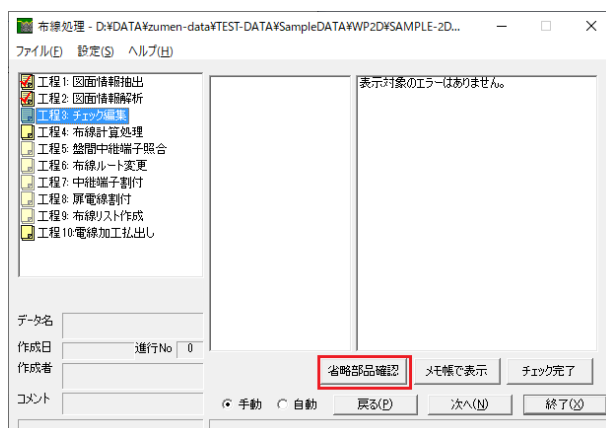 布線処理 - D:¥DATA¥zumen-data¥TEST-DATA¥SampleDATA¥WP2D¥SAMPLE-2D...
ファイル(F) 設定(S) ヘルプ(H)
工程1: 図面情報抽出
工程2: 図面情報解析
工程3: チェック編集
工程4: 布線計算処理
工程5: 盤間中継端子照合
工程6: 布線ルート変更
工程7: 中継端子割付
工程8: 扉電線割付
工程9: 布線リスト作成
工程10:電線加工払出し
表示対象のエラーはありません。
データ名
作成日 進行No 0
作成者
コメント
省略部品確認 メモ帳で表示 チェック完了
手動 自動 戻る(P) 次へ(N) 終了(X)